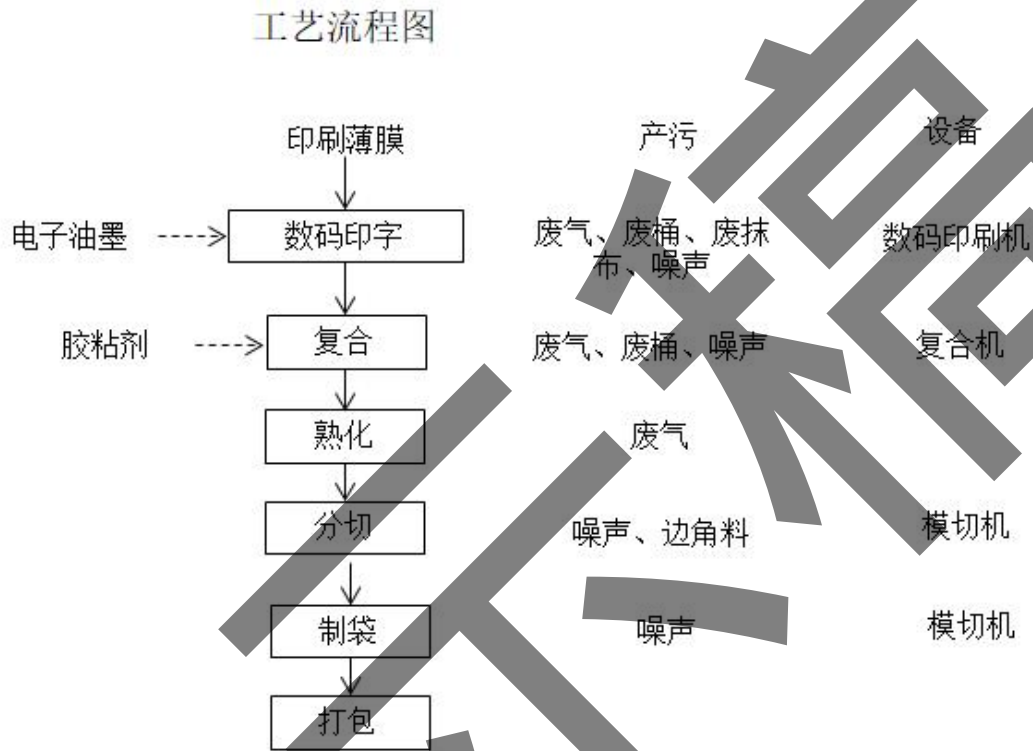 工艺流程图
印刷薄膜 产污 设备
电子油墨 数码印字 废气、废桶、废抹
布、噪声 数码印刷机
胶粘剂 复合 废气、废桶、噪声 复合机
熟化 废气
分切 噪声、边角料 模切机
制袋 噪声 模切机
打包